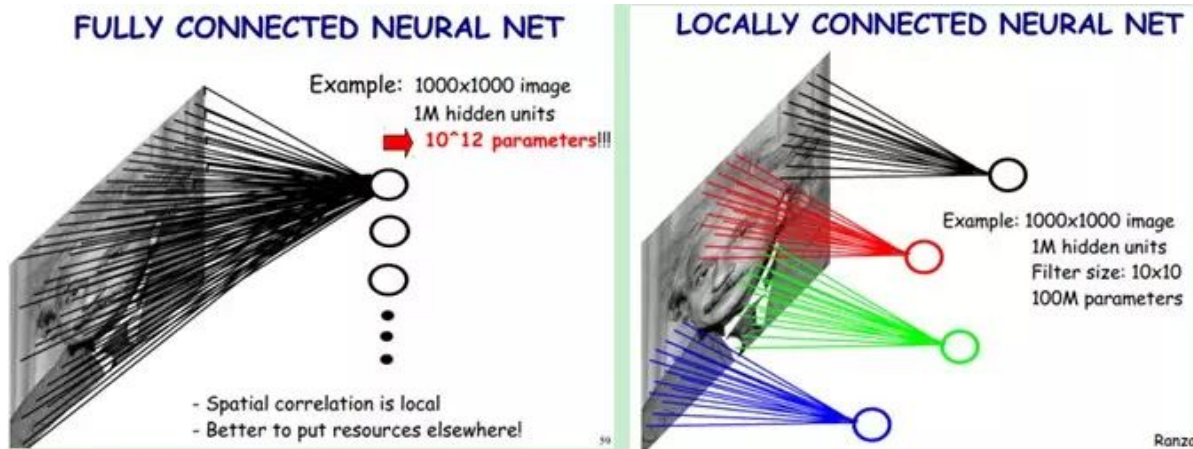 FULLY CONNECTED NEURAL NET
Example: 1000x1000 image
1M hidden units
10^12 parameters!!!
- Spatial correlation is local
- Better to put resources elsewhere!
59
LOCALLY CONNECTED NEURAL NET
Example: 1000x1000 image
1M hidden units
Filter size: 10x10
100M parameters
Ranza